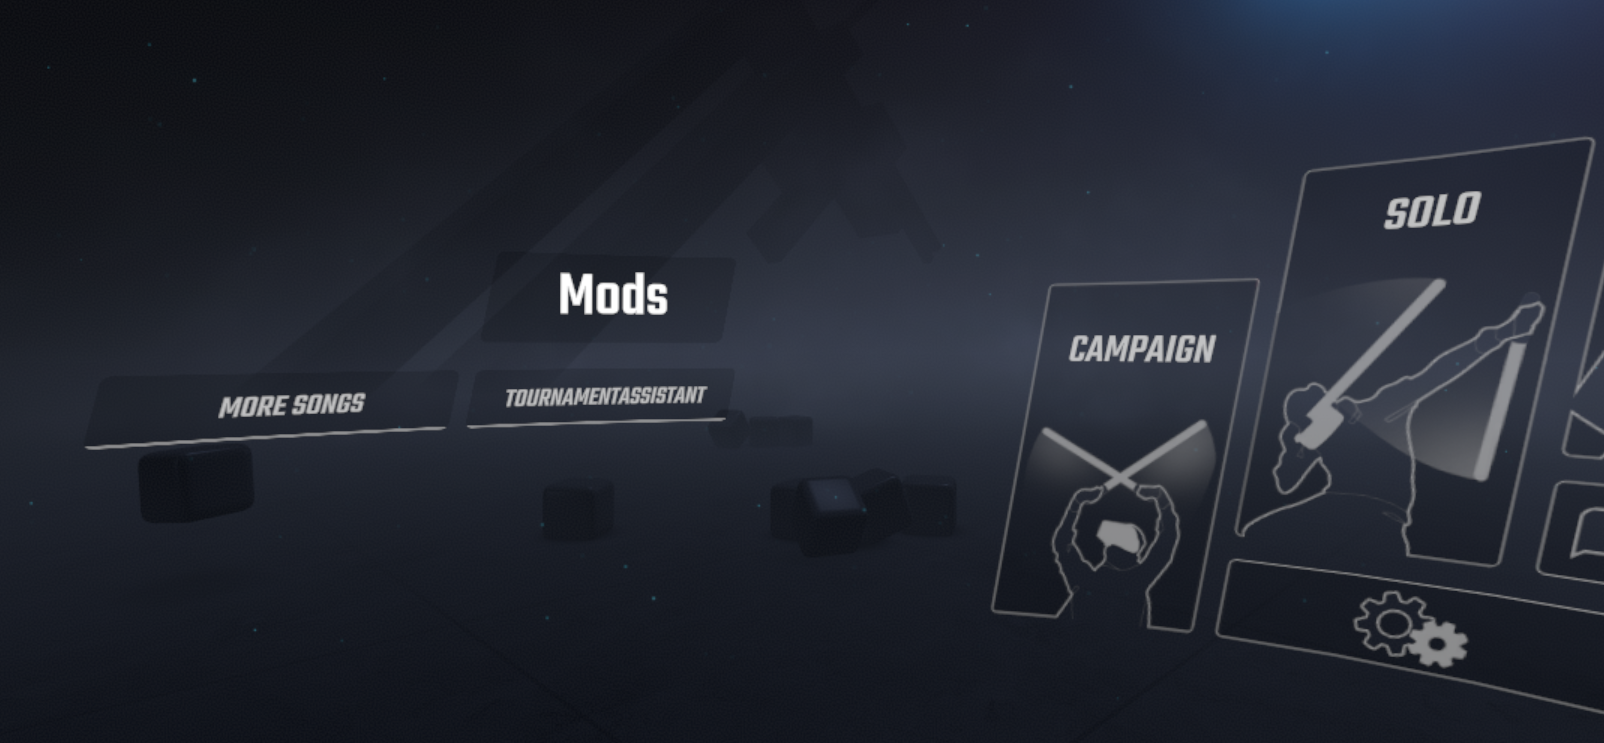 Mods
MORE SONGS
TOURNAMENTASSISTANT
CAMPAIGN
SOLO